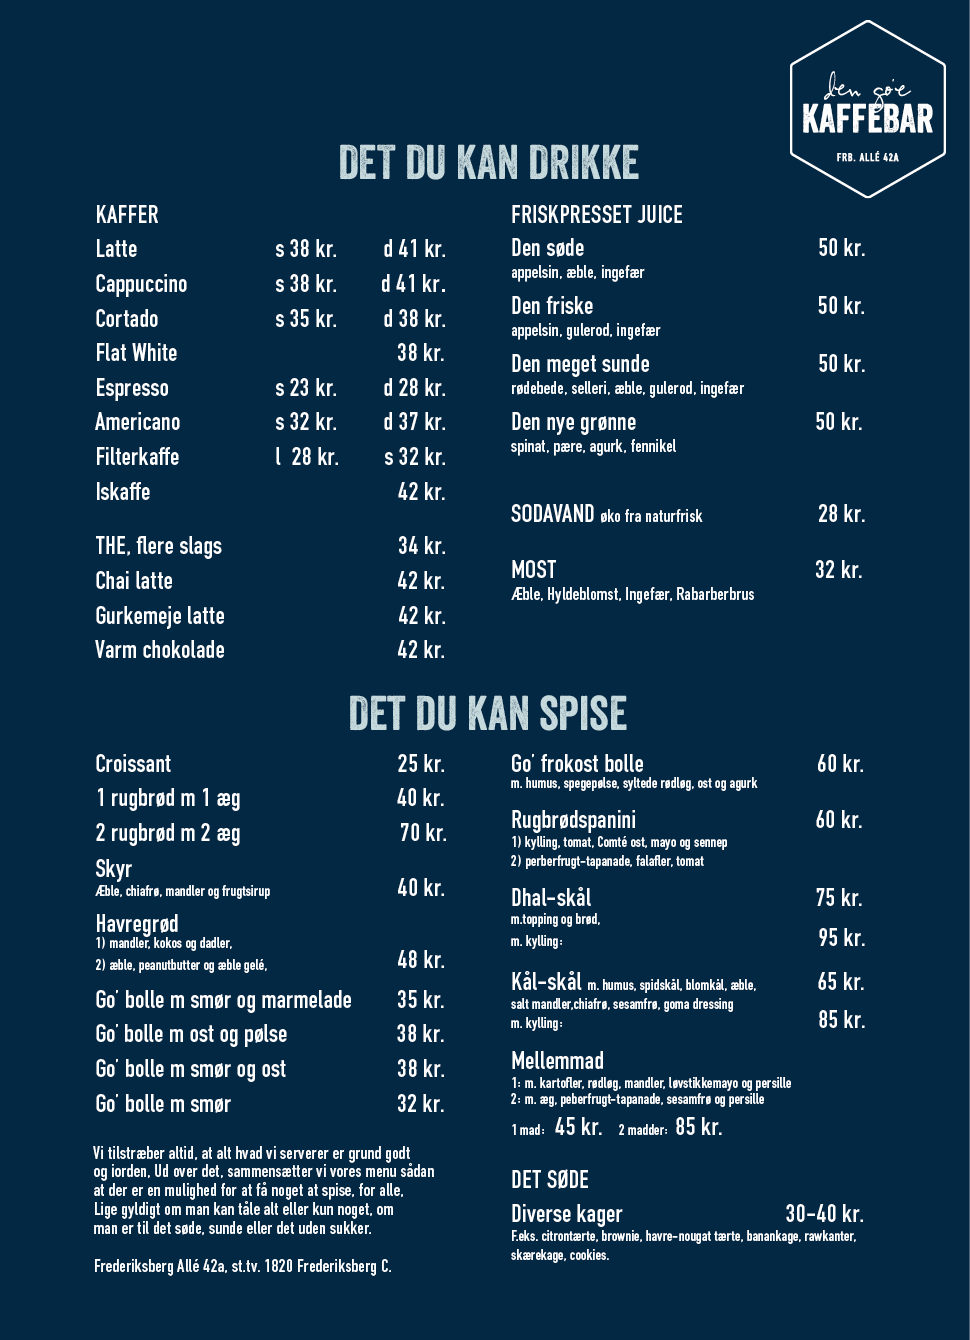 den gø'e
KAFFEBAR
FRB. ALLÉ 42A
DET DU KAN DRIKKE
KAFFER
Latte s 38 kr. d 41 kr.
Cappuccino s 38 kr. d 41 kr.
Cortado s 35 kr. d 38 kr.
Flat White 38 kr.
Espresso s 23 kr. d 28 kr.
Americano s 32 kr. d 37 kr.
Filterkaffe l 28 kr. s 32 kr.
Iskaffe 42 kr.
THE, flere slags 34 kr.
Chai latte 42 kr.
Gurkemeje latte 42 kr.
Varm chokolade 42 kr.
FRISKPRESSET JUICE
Den søde 50 kr.
appelsin, æble, ingefær
Den friske 50 kr.
appelsin, gulerod, ingefær
Den meget sunde 50 kr.
rødebede, selleri, æble, gulerod, ingefær
Den nye grønne 50 kr.
spinat, pære, agurk, fennikel
SODAVAND øko fra naturfrisk 28 kr.
MOST 32 kr.
Æble, Hyldeblomst, Ingefær, Rabarberbrus
DET DU KAN SPISE
Croissant 25 kr.
1 rugbrød m 1 æg 40 kr.
2 rugbrød m 2 æg 70 kr.
Skyr
Æble, chiafrø, mandler og frugtsirup 40 kr.
Havregrød
1) mandler, kokos og dadler,
2) æble, peanutbutter og æble gelé, 48 kr.
Go' bolle m smør og marmelade 35 kr.
Go' bolle m ost og pølse 38 kr.
Go' bolle m smør og ost 38 kr.
Go' bolle m smør 32 kr.
Vi tilstræber altid, at alt hvad vi serverer er grund godt
og iorden, Ud over det, sammensætter vi vores menu sådan
at der er en mulighed for at få noget at spise, for alle,
Lige gyldigt om man kan tåle alt eller kun noget, om
man er til det søde, sunde eller det uden sukker.
Frederiksberg Allé 42a, st.tv. 1820 Frederiksberg C.
Go' frokost bolle 60 kr.
m. humus, spegepølse, syltede rødløg, ost og agurk
Rugbrødspanini 60 kr.
1) kylling, tomat, Comté ost, mayo og sennep
2) perberfrugt-tapanade, falafler, tomat
Dhal-skål 75 kr.
m.topping og brød,
m. kylling: 95 kr.
Kål-skål m. humus, spidskål, blomkål, æble, 65 kr.
salt mandler,chiafrø, sesamfrø, goma dressing
m. kylling: 85 kr.
Mellemmad
1: m. kartofler, rødløg, mandler, løvstikkemayo og persille
2: m. æg, peberfrugt-tapanade, sesamfrø og persille
1 mad: 45 kr. 2 madder: 85 kr.
DET SØDE
Diverse kager 30-40 kr.
F.eks. citrontærte, brownie, havre-nougat tærte, banankage, rawkanter,
skærekage, cookies.